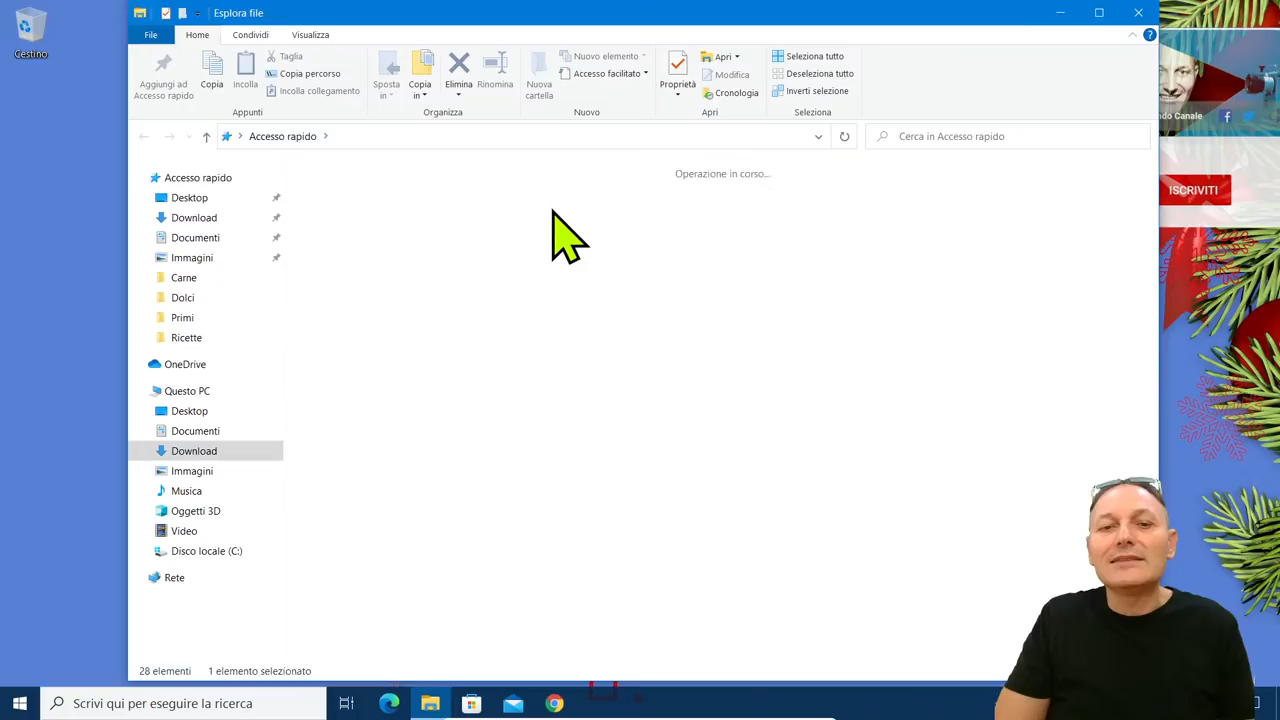 Cestino
Esplora file
File
Home
Condividi
Visualizza
Aggiungi ad
Accesso rapido
Copia
Incolla
Taglia
Copia percorso
Incolla collegamento
Appunti
Sposta
in
Copia
in
Elimina
Rinomina
Organizza
Nuova
cartella
Nuovo elemento
Accesso facilitato
Nuovo
Proprietà
Apri
Modifica
Cronologia
Apri
Seleziona tutto
Deseleziona tutto
Inverti selezione
Seleziona
Accesso rapido
Cerca in Accesso rapido
Operazione in corso...
Accesso rapido
Desktop
Download
Documenti
Immagini
Carne
Dolci
Primi
Ricette
OneDrive
Questo PC
Desktop
Documenti
Download
Immagini
Musica
Oggetti 3D
Video
Disco locale (C:)
Rete
28 elementi 1 elemento selezionato
Canale
ISCRIVITI
Scrivi qui per eseguire la ricerca